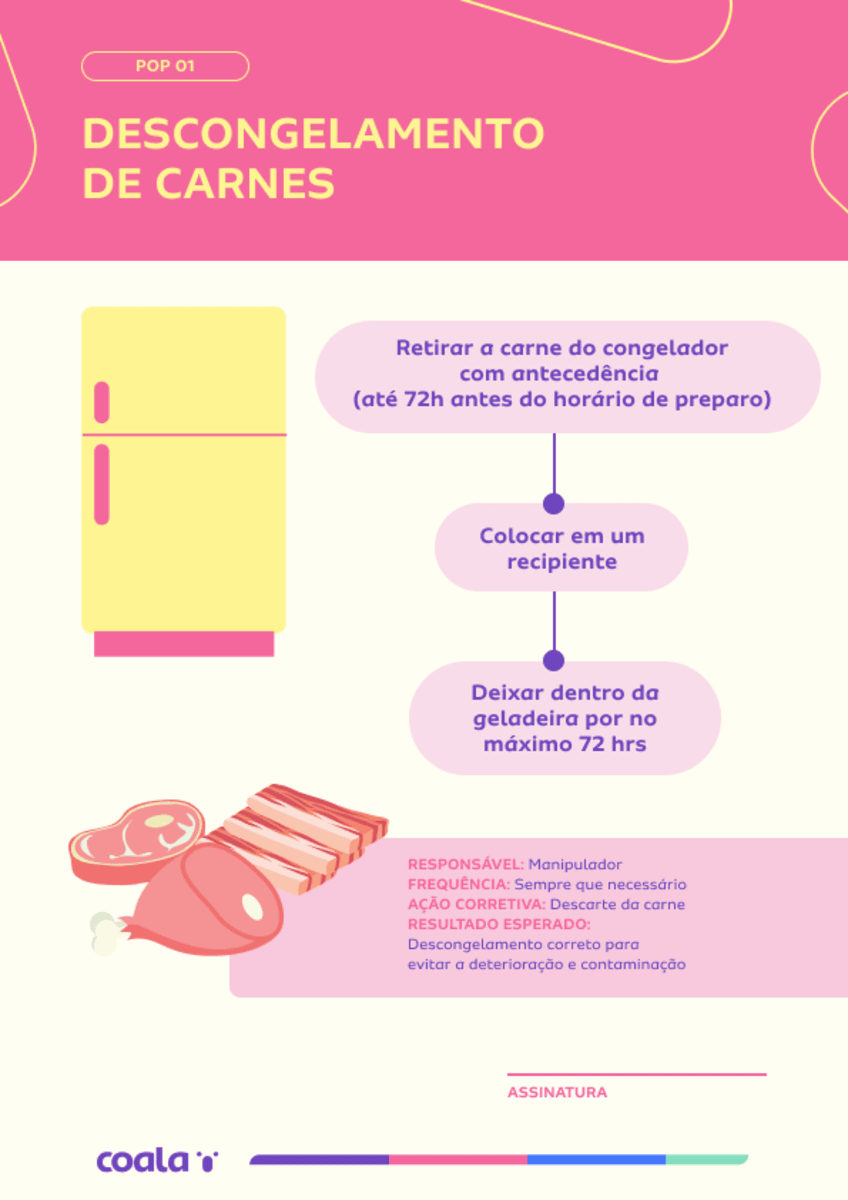 POP 01
DESCONGELAMENTO
DE CARNES
Retirar a carne do congelador
com antecedência
(até 72h antes do horário de preparo)
Colocar em um
recipiente
Deixar dentro da
geladeira por no
máximo 72 hrs
RESPONSÁVEL: Manipulador
FREQUÊNCIA: Sempre que necessário
AÇÃO CORRETIVA: Descarte da carne
RESULTADO ESPERADO:
Descongelamento correto para
evitar a deterioração e contaminação
ASSINATURA
coala